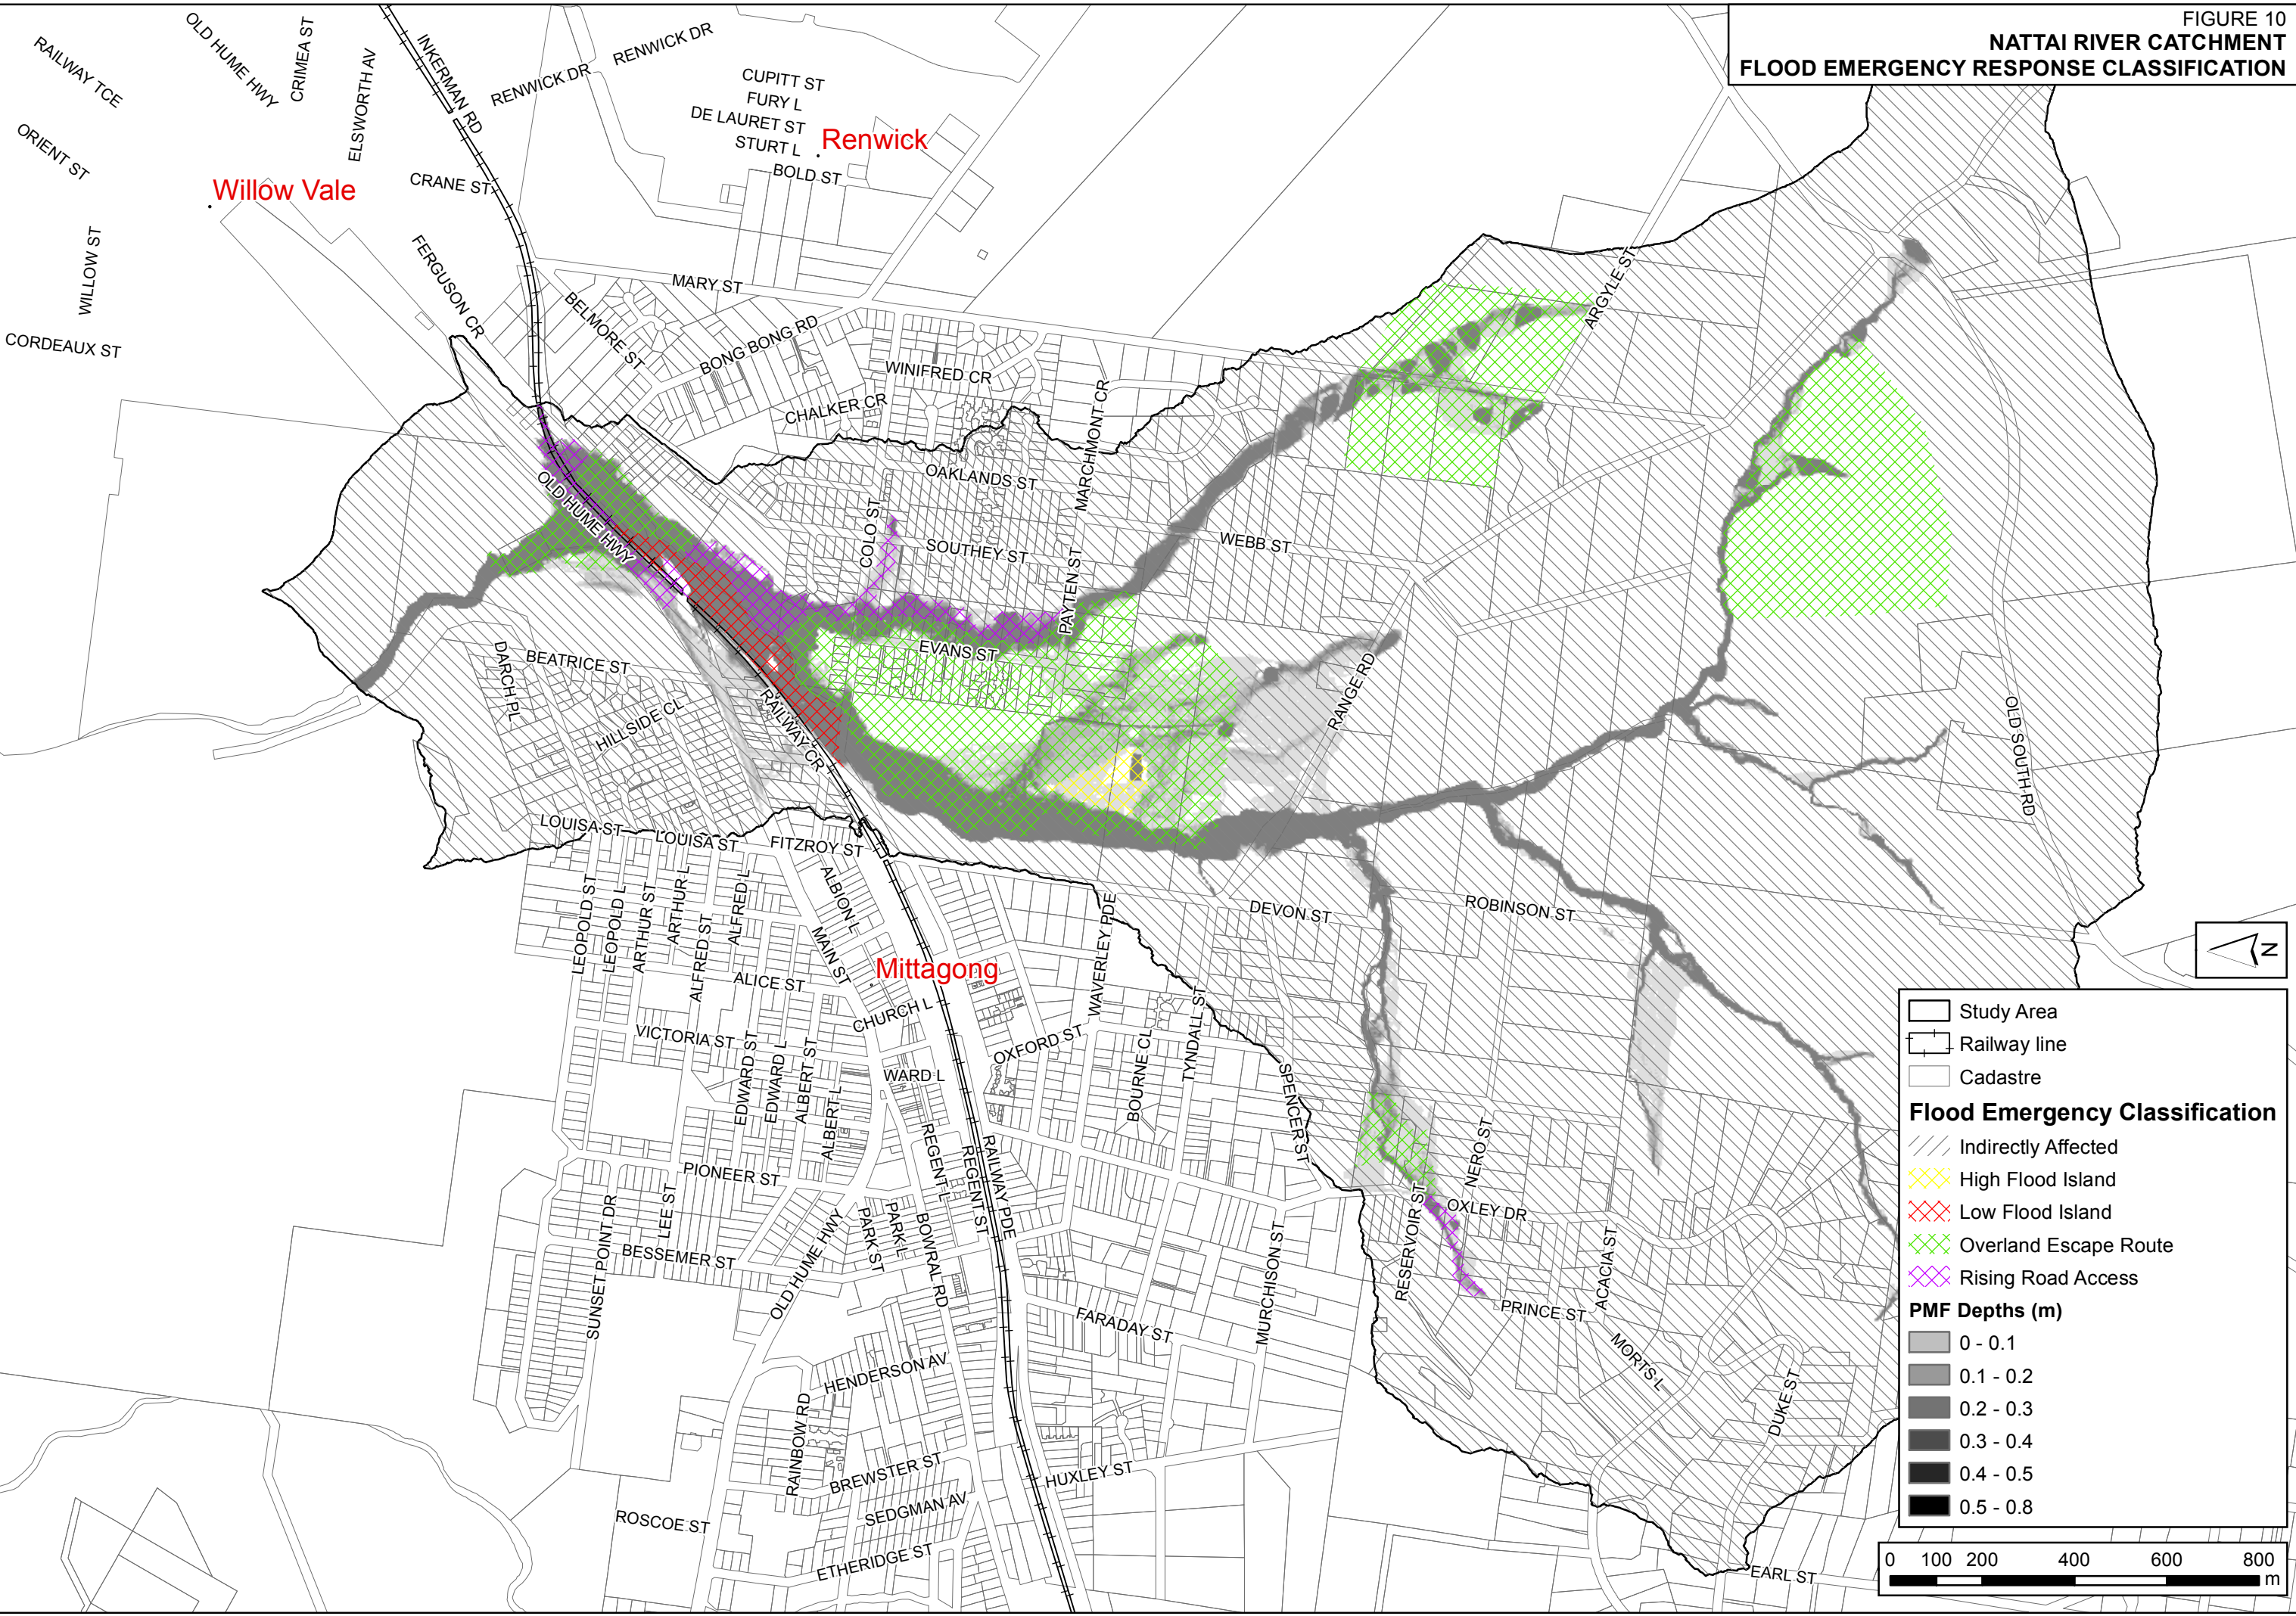 FIGURE 10
NATTAI RIVER CATCHMENT
FLOOD EMERGENCY RESPONSE CLASSIFICATION
RAILWAY TCE
OLD HUME HWY
CRIMEA ST
ELSWORTH AV
INKERMAN RD
RENWICK DR
RENWICK DR
CUPITT ST
FURY L
DE LAURET ST
STURT L
BOLD ST
Renwick
ORIENT ST
Willow Vale
CRANE ST
WILLOW ST
FERGUSON CR
CORDEAUX ST
MARY ST
BELMORE ST
BONG BONG RD
WINIFRED CR
CHALKER CR
MARCHMONT CR
ARGYLE ST
OAKLANDS ST
OLD HUME HWY
COLO ST
SOUTHEY ST
WEBB ST
PAYTEN ST
EVANS ST
BEATRICE ST
DARCH PL
HILLSIDE CL
RAILWAY CR
RANGE RD
OLD SOUTH RD
LOUISA ST
LOUISA ST
FITZROY ST
LEOPOLD ST
LEOPOLD L
ARTHUR ST
ARTHUR L
ALFRED ST
ALFRED L
ALBION L
MAIN ST
Mittagong
WAVERLEY PDE
DEVON ST
ROBINSON ST
ALICE ST
CHURCH L
VICTORIA ST
OXFORD ST
TYNDALL ST
BOURNE CL
SPENCER ST
EDWARD ST
EDWARD L
ALBERT ST
ALBERT L
WARD L
REGENT L
REGENT ST
RAILWAY PDE
PIONEER ST
NERO ST
RESERVOIR ST
OXLEY DR
SUNSET POINT DR
LEE ST
BESSEMER ST
OLD HUME HWY
PARK ST
PARK L
BOWRAL RD
FARADAY ST
MURCHISON ST
ACACIA ST
PRINCE ST
MORTS L
DUKE ST
HENDERSON AV
RAINBOW RD
BREWSTER ST
HUXLEY ST
SEDGMAN AV
ROSCOE ST
ETHERIDGE ST
EARL ST
N
Study Area
Railway line
Cadastre
Flood Emergency Classification
Indirectly Affected
High Flood Island
Low Flood Island
Overland Escape Route
Rising Road Access
PMF Depths (m)
0 - 0.1
0.1 - 0.2
0.2 - 0.3
0.3 - 0.4
0.4 - 0.5
0.5 - 0.8
0 100 200 400 600 800
m